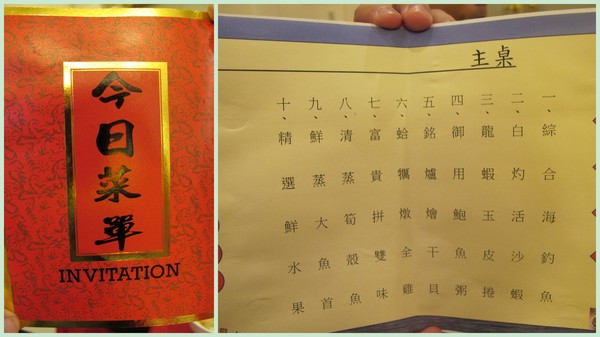 今日菜單
INVITATION
主桌
一、綜合海釣魚
二、白灼活沙蝦
三、龍蝦玉皮捲
四、御用鮑魚粥
五、銘爐燴干貝
六、蛤蠣燉全雞
七、富貴拼雙味
八、清蒸筍殼魚
九、鮮蒸大魚首
十、精選鮮水果